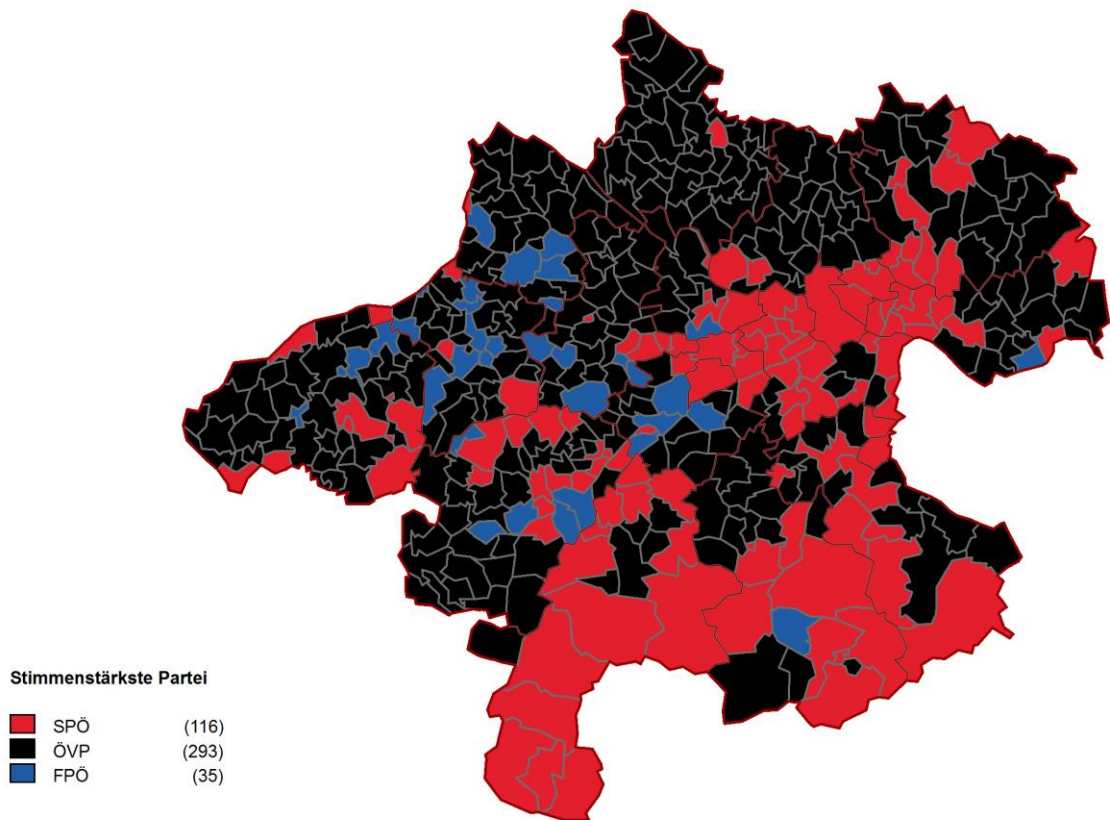 Stimmenstärkste Partei
SPÖ (116)
ÖVP (293)
FPÖ (35)